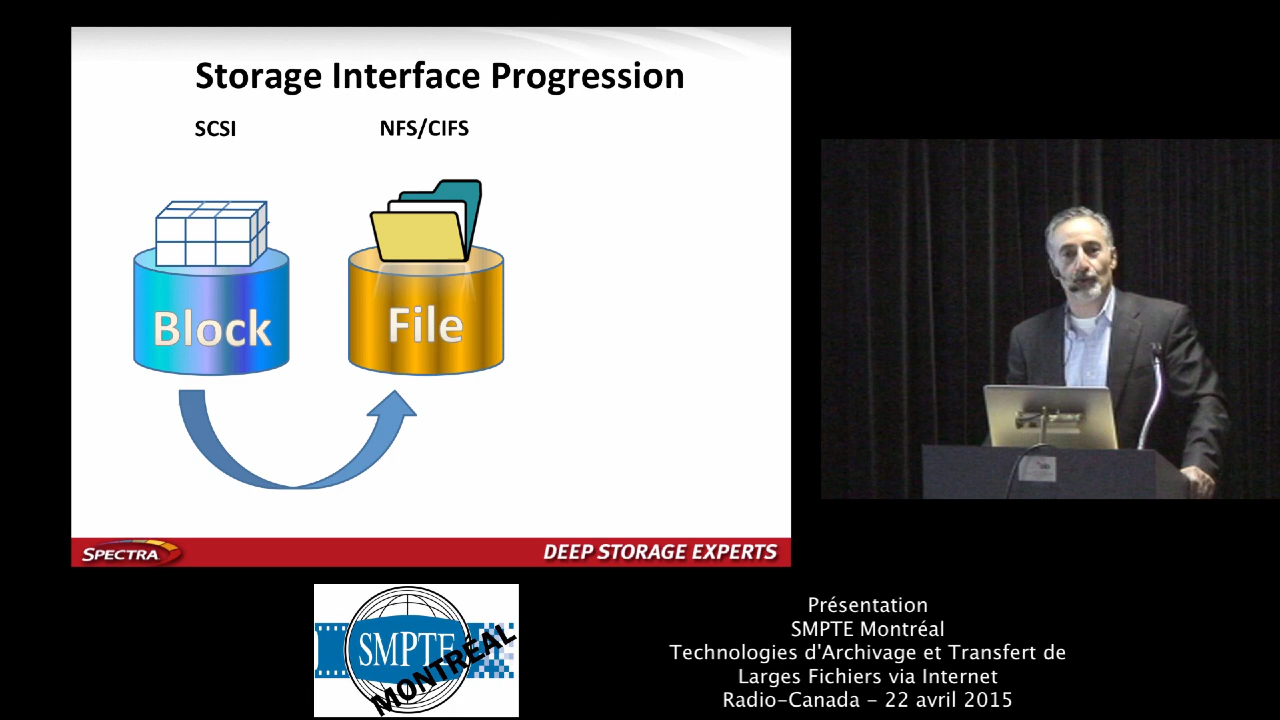 Storage Interface Progression
SCSI
NFS/CIFS
Block
File
SPECTRA
DEEP STORAGE EXPERTS
SMPTE
MONTRÉAL
Présentation
SMPTE Montréal
Technologies d'Archivage et Transfert de
Larges Fichiers via Internet
Radio-Canada - 22 avril 2015